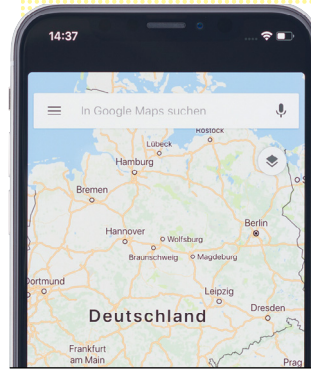 14:37
In Google Maps suchen
Rostock
Lübeck
Hamburg
Bremen
Berlin
Hannover
Wolfsburg
Braunschweig
Magdeburg
Dortmund
Leipzig
Deutschland
Dresden
Frankfurt
am Main
Prag